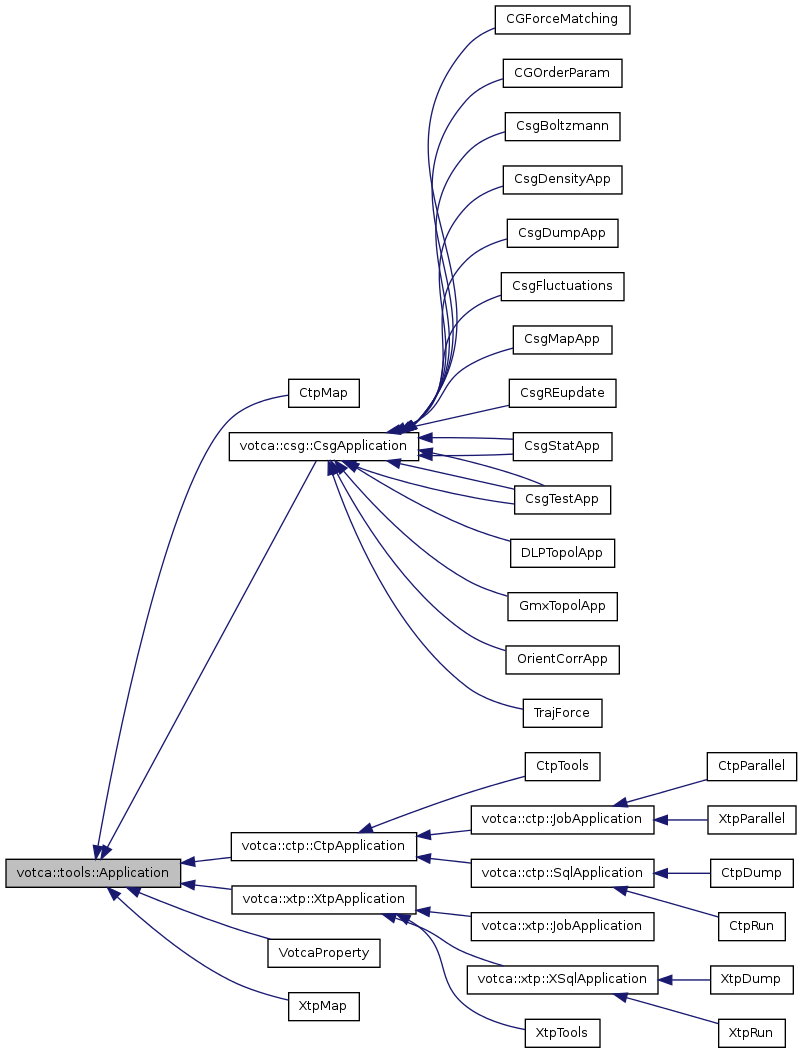 CGForceMatching
CGOrderParam
CsgBoltzmann
CsgDensityApp
CsgDumpApp
CsgFluctuations
CsgMapApp
CtpMap
CsgREupdate
votca::csg::CsgApplication
CsgStatApp
CsgTestApp
DLPTopolApp
GmxTopolApp
OrientCorrApp
TrajForce
CtpTools
CtpParallel
votca::ctp::JobApplication
XtpParallel
votca::ctp::CtpApplication
votca::tools::Application
votca::ctp::SqlApplication
CtpDump
votca::xtp::XtpApplication
votca::xtp::JobApplication
CtpRun
VotcaProperty
votca::xtp::XSqlApplication
XtpDump
XtpMap
XtpTools
XtpRun